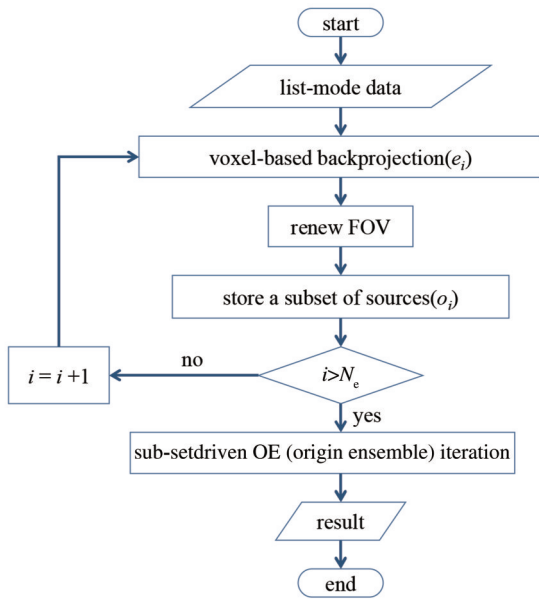 start
list-mode data
voxel-based backprojection(eᵢ)
renew FOV
store a subset of sources(oᵢ)
no
i = i +1
i>Nₑ
yes
sub-setdriven OE (origin ensemble) iteration
result
end